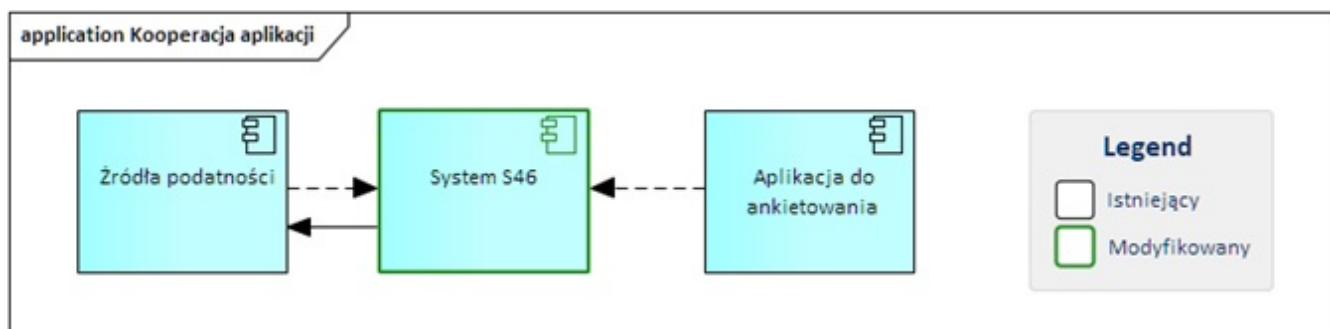 application Kooperacja aplikacji
Źródła podatności
System S46
Aplikacja do
ankietowania
Legend
Istniejący
Modyfikowany